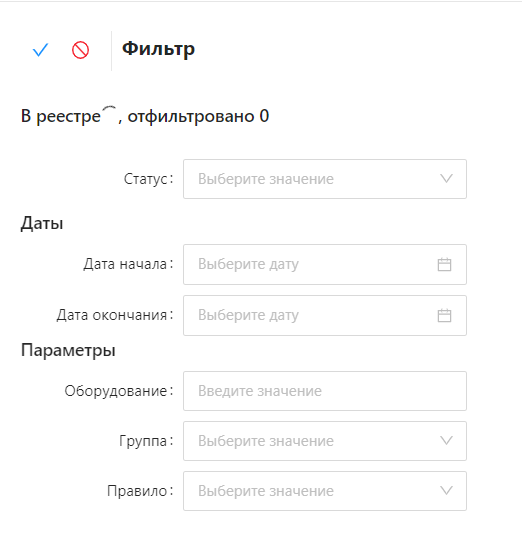 Фильтр
В реестре , отфильтровано 0
Статус: Выберите значение
Даты
Дата начала: Выберите дату
Дата окончания: Выберите дату
Параметры
Оборудование: Введите значение
Группа: Выберите значение
Правило: Выберите значение